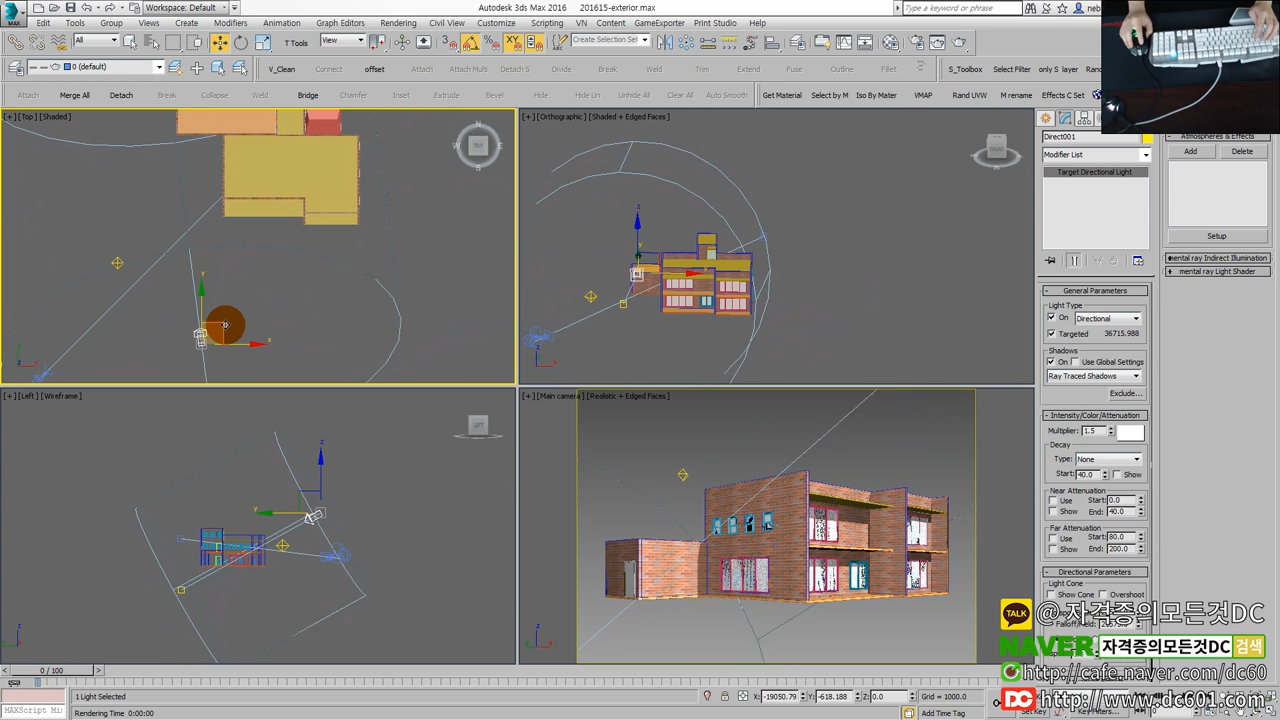 MAX
Workspace: Default
Autodesk 3ds Max 2016    201615-exterior.max
Type a keyword or phrase
Edit Tools Group Views Create Modifiers Animation Graph Editors Rendering Civil View Customize Scripting VN Content GameExporter Print Studio Help
All
View
T Tools
Create Selection Se
0 (default)
V_Clean Connect offset Attach Attach Multi Detach S Divide Break Weld Trim Extend Fuse Outline Fillet S_Toolbox Select Filter only S layer
Attach Merge All Detach Break Collapse Weld Bridge Chamfer Inset Extrude Bevel Hide Hide Un Unhide All Clear All Auto Smooth Get Material Select by M Iso By Mater VMAP Rand UVW M rename Effects C Set
[+] [Top] [Shaded]
[+] [Orthographic] [Shaded + Edged Faces]
[+] [Left] [Wireframe]
[+] [Main camera] [Realistic + Edged Faces]
FRONT
LEFT
Direct001
Modifier List
Target Directional Light
General Parameters
Light Type
On Directional
Targeted 36715.988
Shadows
On Use Global Settings
Ray Traced Shadows
Exclude...
Intensity/Color/Attenuation
Multiplier: 1.5
Decay
Type: None
Start: 40.0 Show
Near Attenuation
Use Start: 0.0
Show End: 40.0
Far Attenuation
Use Start: 80.0
Show End: 200.0
Directional Parameters
Light Cone
Show Cone Overshoot
Atmospheres & Effects
Add Delete
Setup
mental ray Indirect Illumination
mental ray Light Shader
TALK @ 자격증의모든것DC
NAVER 자격증의모든것DC 검색
http://cafe.naver.com/dc60
DC http://www.dc601.com
0 / 100
1 Light Selected
X: -19050.79 Y: -618.188 Z: 0.0 Grid = 1000.0
MAXScript Mi
Rendering Time 0:00:00
Add Time Tag
Set Key